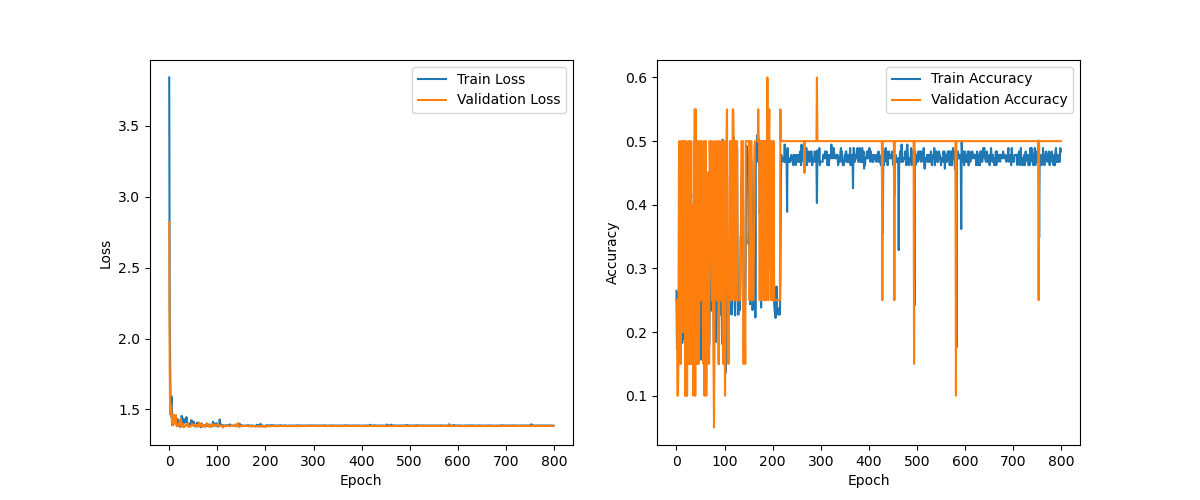 Train Loss
Validation Loss
3.5
3.0
2.5
2.0
1.5
Loss
0 100 200 300 400 500 600 700 800
Epoch
Train Accuracy
Validation Accuracy
0.6
0.5
0.4
0.3
0.2
0.1
Accuracy
0 100 200 300 400 500 600 700 800
Epoch